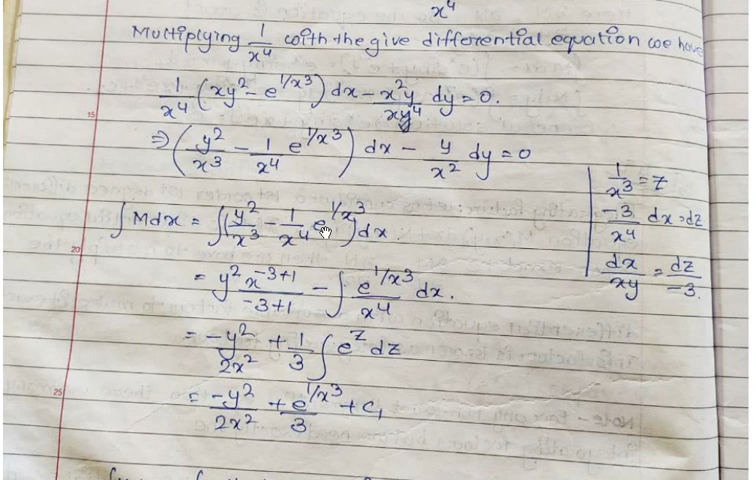 x⁴
Multiplying 1/x⁴ with the give differential equation we have
1/x⁴ (xy² - e^(1/x³)) dx - x²y/xy⁴ dy = 0.
15
⇒ (y²/x³ - 1/x⁴ e^(1/x³)) dx - y/x² dy = 0
1/x³ = z
-3/x⁴ dx = dz
dx/xy = dz/-3.
∫Mdx = ∫(y²/x³ - 1/x⁴ e^(1/x³)) dx.
20
= y² x^(-3+1)/-3+1 - ∫ e^(1/x³)/x⁴ dx.
= -y²/2x² + 1/3 ∫ e^z dz
25
= -y²/2x² + e^(1/x³)/3 + C₁